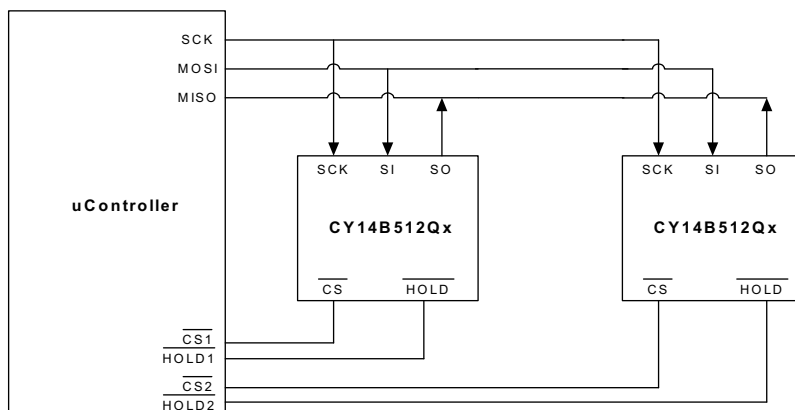 SCK
MOSI
MISO
SCK SI SO
SCK SI SO
uController
CY14B512Qx
CY14B512Qx
CS HOLD
CS HOLD
CS1
HOLD1
CS2
HOLD2